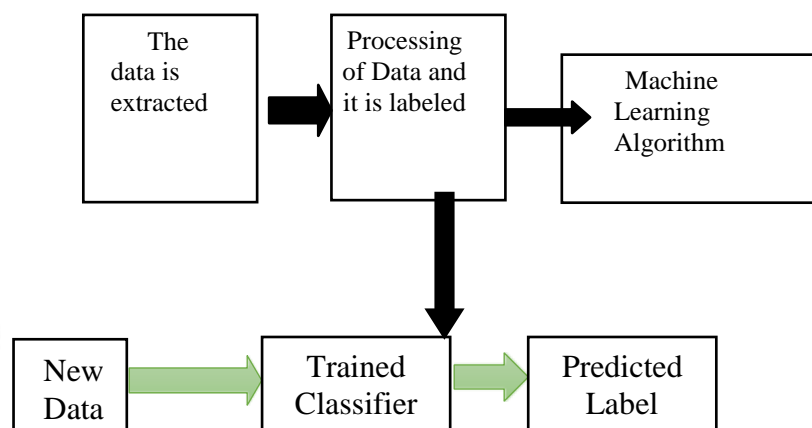 The
data is
extracted
Processing
of Data and
it is labeled
Machine
Learning
Algorithm
New
Data
Trained
Classifier
Predicted
Label